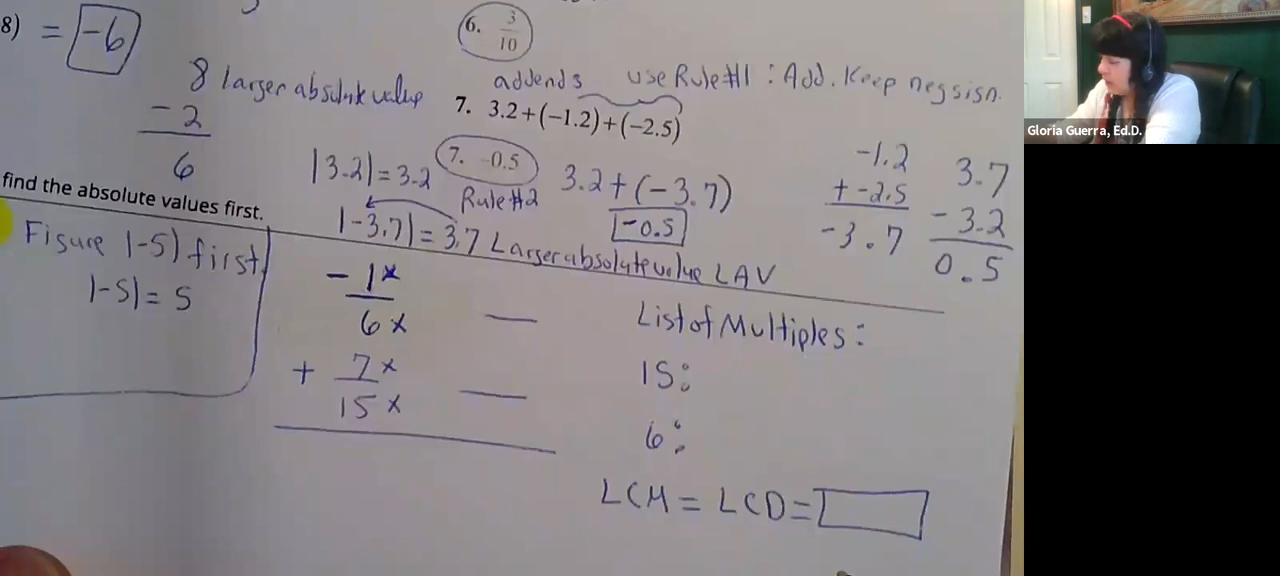 8) = -6
6. 3/10
8 larger absolute value
- 2
6
addends use Rule #1 : Add. Keep neg sign.
7. 3.2+(-1.2)+(-2.5)
|3.2| = 3.2
7. -0.5
Rule #2
3.2 + (-3.7)
-0.5
-1.2
+ -2.5
-3.7
3.7
- 3.2
0.5
find the absolute values first.
|-3.7| = 3.7 Larger absolute value LAV
Figure |-5| first
|-5| = 5
- 1x
6x
+ 7x
15x
List of Multiples:
15:
6:
LCM = LCD =
Gloria Guerra, Ed.D.